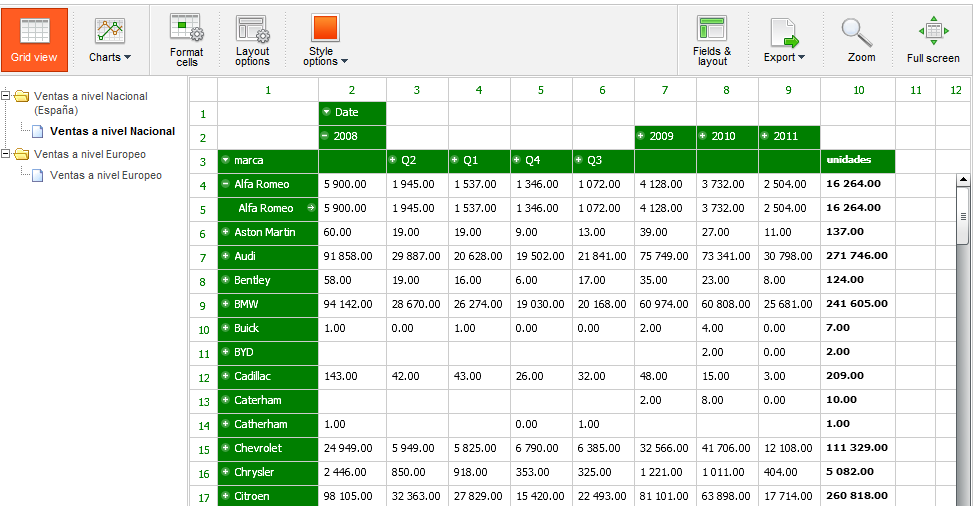 Grid view Charts Format cells Layout options Style options Fields & layout Export Zoom Full screen
Ventas a nivel Nacional (España)
Ventas a nivel Nacional
Ventas a nivel Europeo
Ventas a nivel Europeo
1 2 3 4 5 6 7 8 9 10 11 12
1 Date
2 2008 2009 2010 2011
3 marca Q2 Q1 Q4 Q3 unidades
4 Alfa Romeo 5 900.00 1 945.00 1 537.00 1 346.00 1 072.00 4 128.00 3 732.00 2 504.00 16 264.00
5 Alfa Romeo 5 900.00 1 945.00 1 537.00 1 346.00 1 072.00 4 128.00 3 732.00 2 504.00 16 264.00
6 Aston Martin 60.00 19.00 19.00 9.00 13.00 39.00 27.00 11.00 137.00
7 Audi 91 858.00 29 887.00 20 628.00 19 502.00 21 841.00 75 749.00 73 341.00 30 798.00 271 746.00
8 Bentley 58.00 19.00 16.00 6.00 17.00 35.00 23.00 8.00 124.00
9 BMW 94 142.00 28 670.00 26 274.00 19 030.00 20 168.00 60 974.00 60 808.00 25 681.00 241 605.00
10 Buick 1.00 0.00 1.00 0.00 0.00 2.00 4.00 0.00 7.00
11 BYD 2.00 0.00 2.00
12 Cadillac 143.00 42.00 43.00 26.00 32.00 48.00 15.00 3.00 209.00
13 Caterham 2.00 8.00 0.00 10.00
14 Catherham 1.00 0.00 1.00 1.00
15 Chevrolet 24 949.00 5 949.00 5 825.00 6 790.00 6 385.00 32 566.00 41 706.00 12 108.00 111 329.00
16 Chrysler 2 446.00 850.00 918.00 353.00 325.00 1 221.00 1 011.00 404.00 5 082.00
17 Citroen 98 105.00 32 363.00 27 829.00 15 420.00 22 493.00 81 101.00 63 898.00 17 714.00 260 818.00